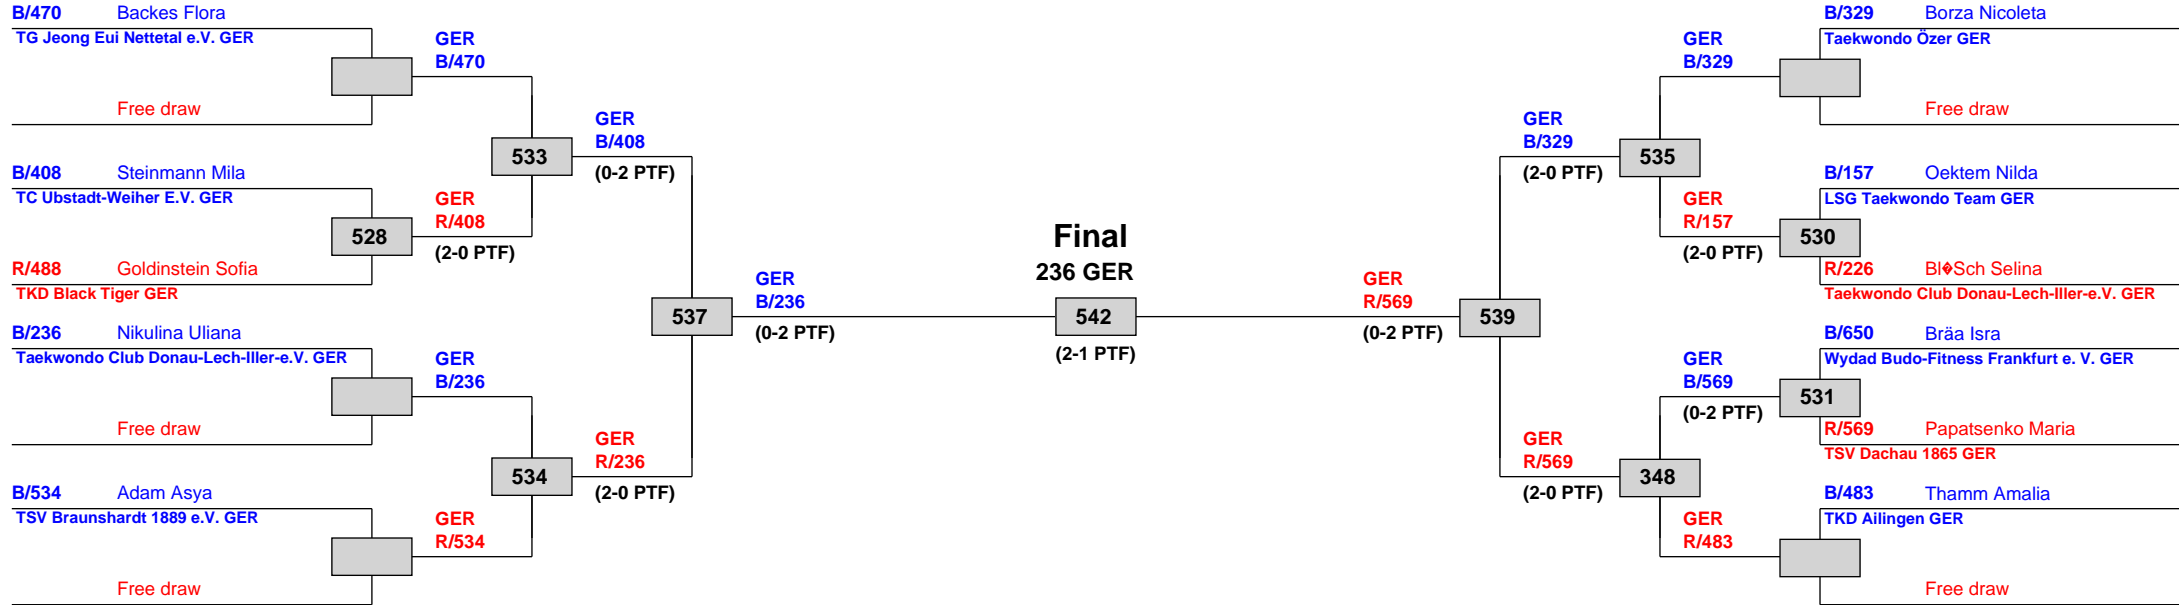 B/470 Backes Flora
TG Jeong Eui Nettetal e.V. GER
Free draw
B/408 Steinmann Mila
TC Ubstadt-Weiher E.V. GER
R/488 Goldinstein Sofia
TKD Black Tiger GER
B/236 Nikulina Uliana
Taekwondo Club Donau-Lech-Iller-e.V. GER
Free draw
B/534 Adam Asya
TSV Braunshardt 1889 e.V. GER
Free draw
GER
B/470
528
GER
R/408
(2-0 PTF)
GER
B/236
GER
R/534
533
GER
B/408
(0-2 PTF)
534
GER
R/236
(2-0 PTF)
537
GER
B/236
(0-2 PTF)
Final
236 GER
542
(2-1 PTF)
GER
R/569
(0-2 PTF)
539
GER
B/329
(2-0 PTF)
535
GER
R/569
(2-0 PTF)
348
GER
B/329
GER
R/157
(2-0 PTF)
530
GER
B/569
(0-2 PTF)
531
GER
R/483
B/329 Borza Nicoleta
Taekwondo Özer GER
Free draw
B/157 Oektem Nilda
LSG Taekwondo Team GER
R/226 Bl�Sch Selina
Taekwondo Club Donau-Lech-Iller-e.V. GER
B/650 Bräa Isra
Wydad Budo-Fitness Frankfurt e. V. GER
R/569 Papatsenko Maria
TSV Dachau 1865 GER
B/483 Thamm Amalia
TKD Ailingen GER
Free draw